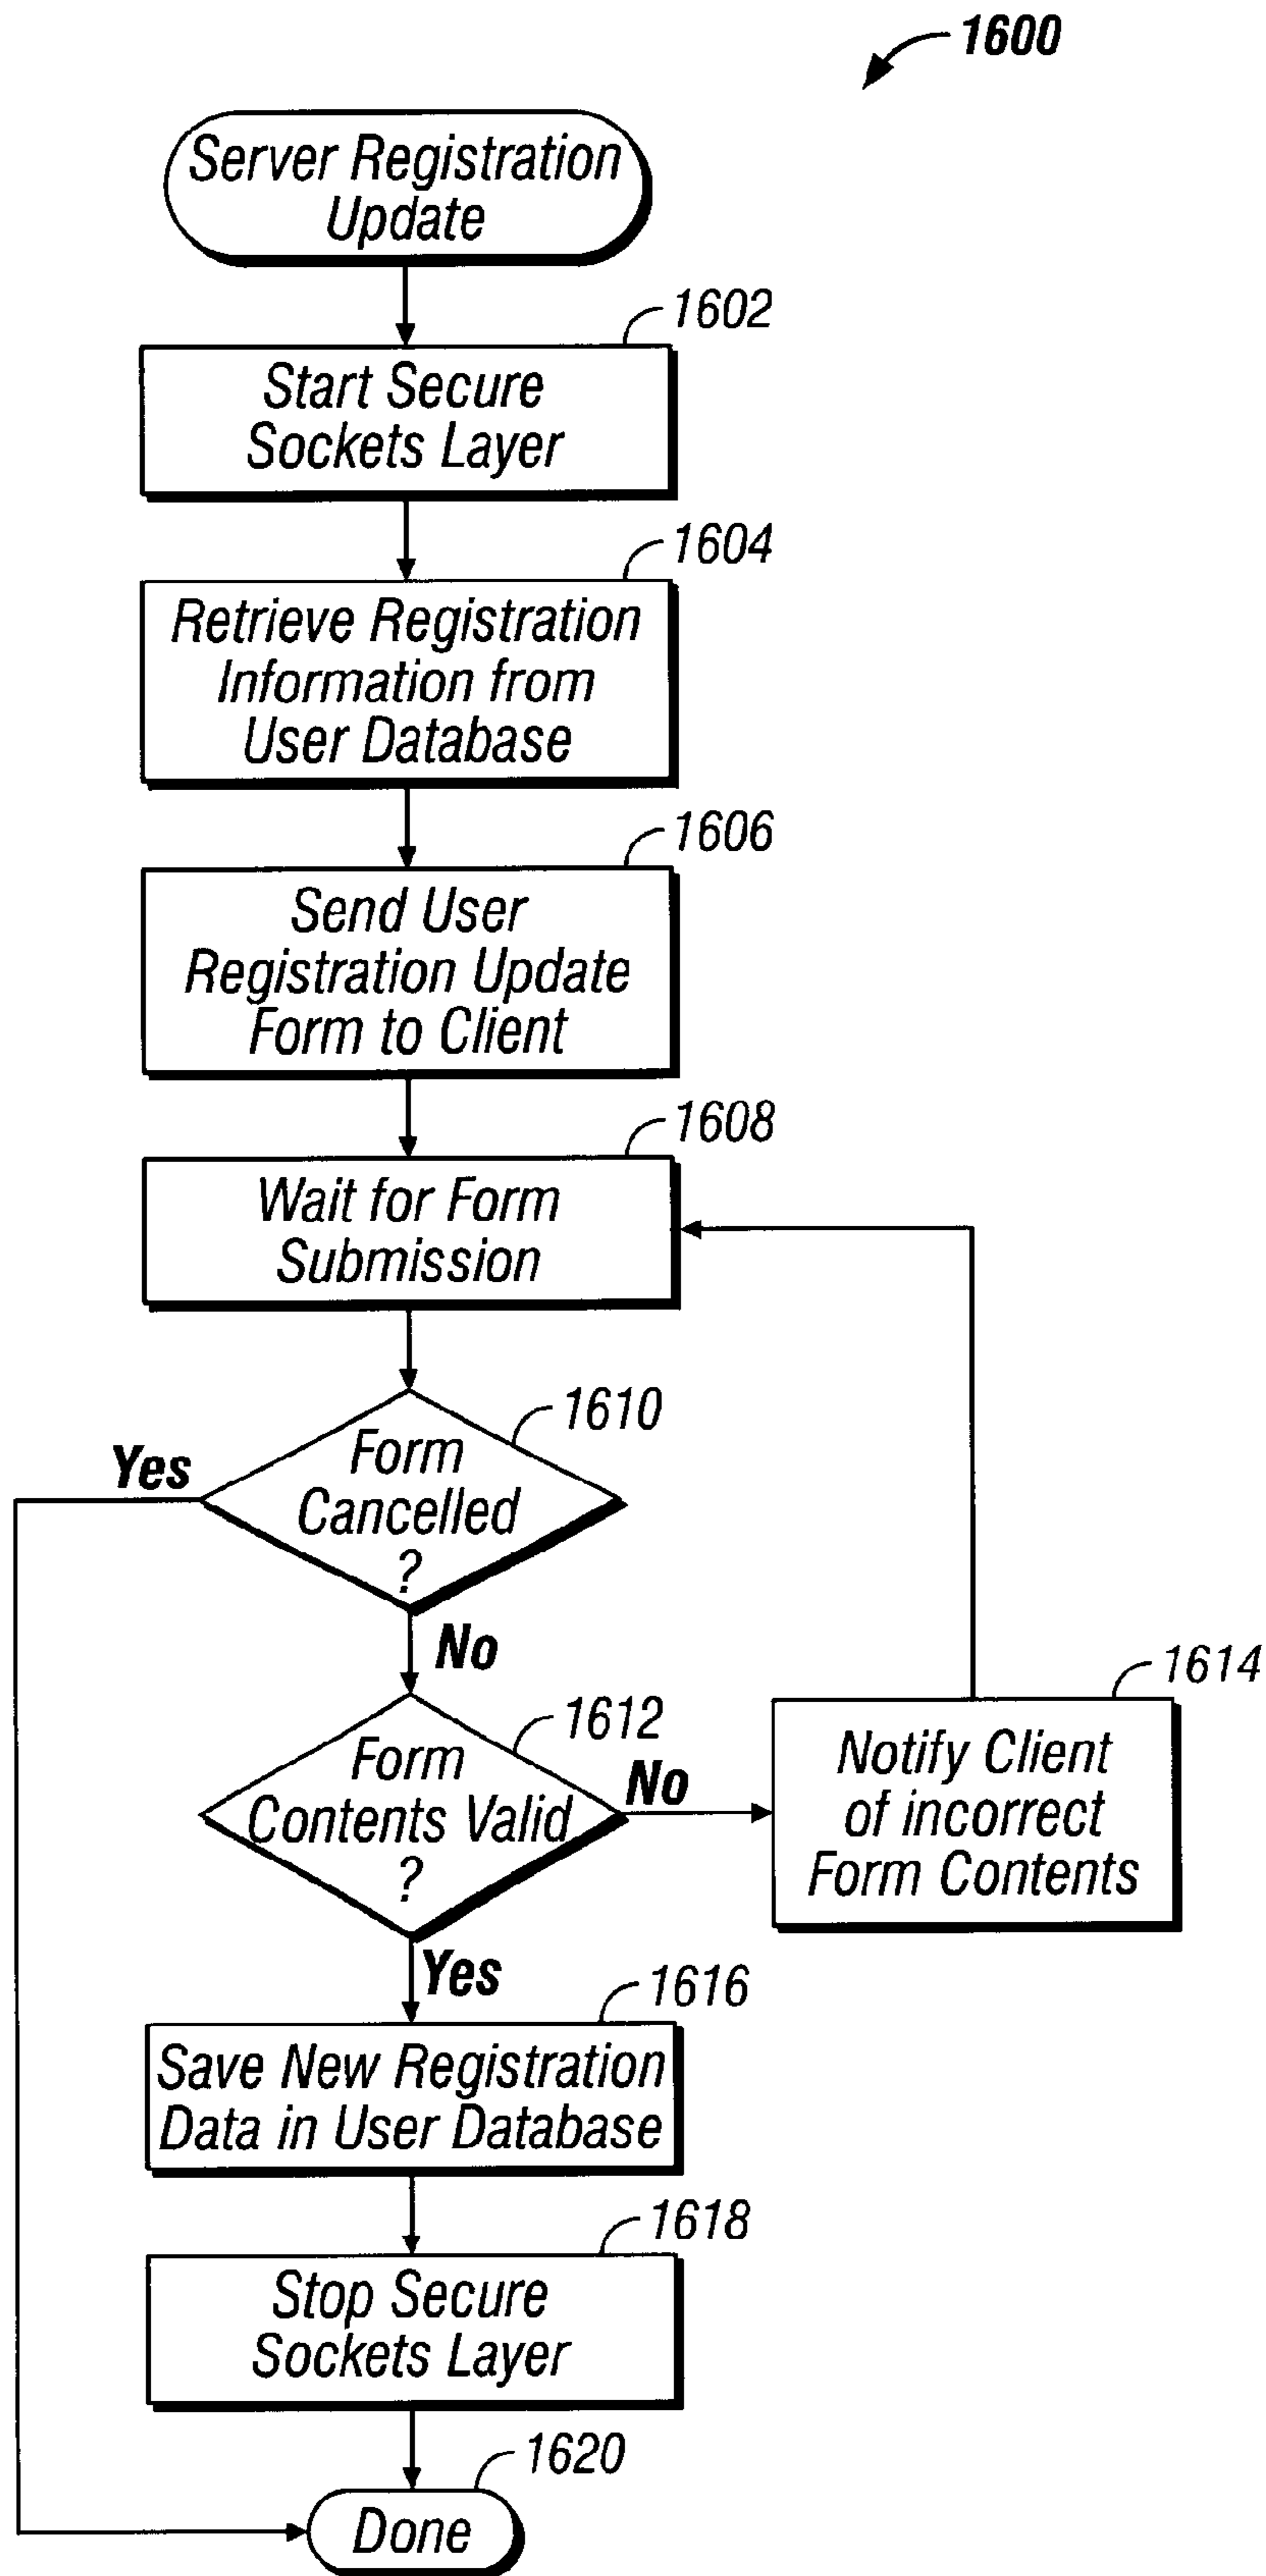 1600
Server Registration
Update
1602
Start Secure
Sockets Layer
1604
Retrieve Registration
Information from
User Database
1606
Send User
Registration Update
Form to Client
1608
Wait for Form
Submission
1610
Yes
Form
Cancelled
?
No
1612
Form
Contents Valid
?
No
1614
Notify Client
of incorrect
Form Contents
Yes
1616
Save New Registration
Data in User Database
1618
Stop Secure
Sockets Layer
1620
Done